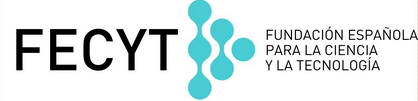 FECYT
FUNDACIÓN ESPAÑOLA
PARA LA CIENCIA
Y LA TECNOLOGÍA